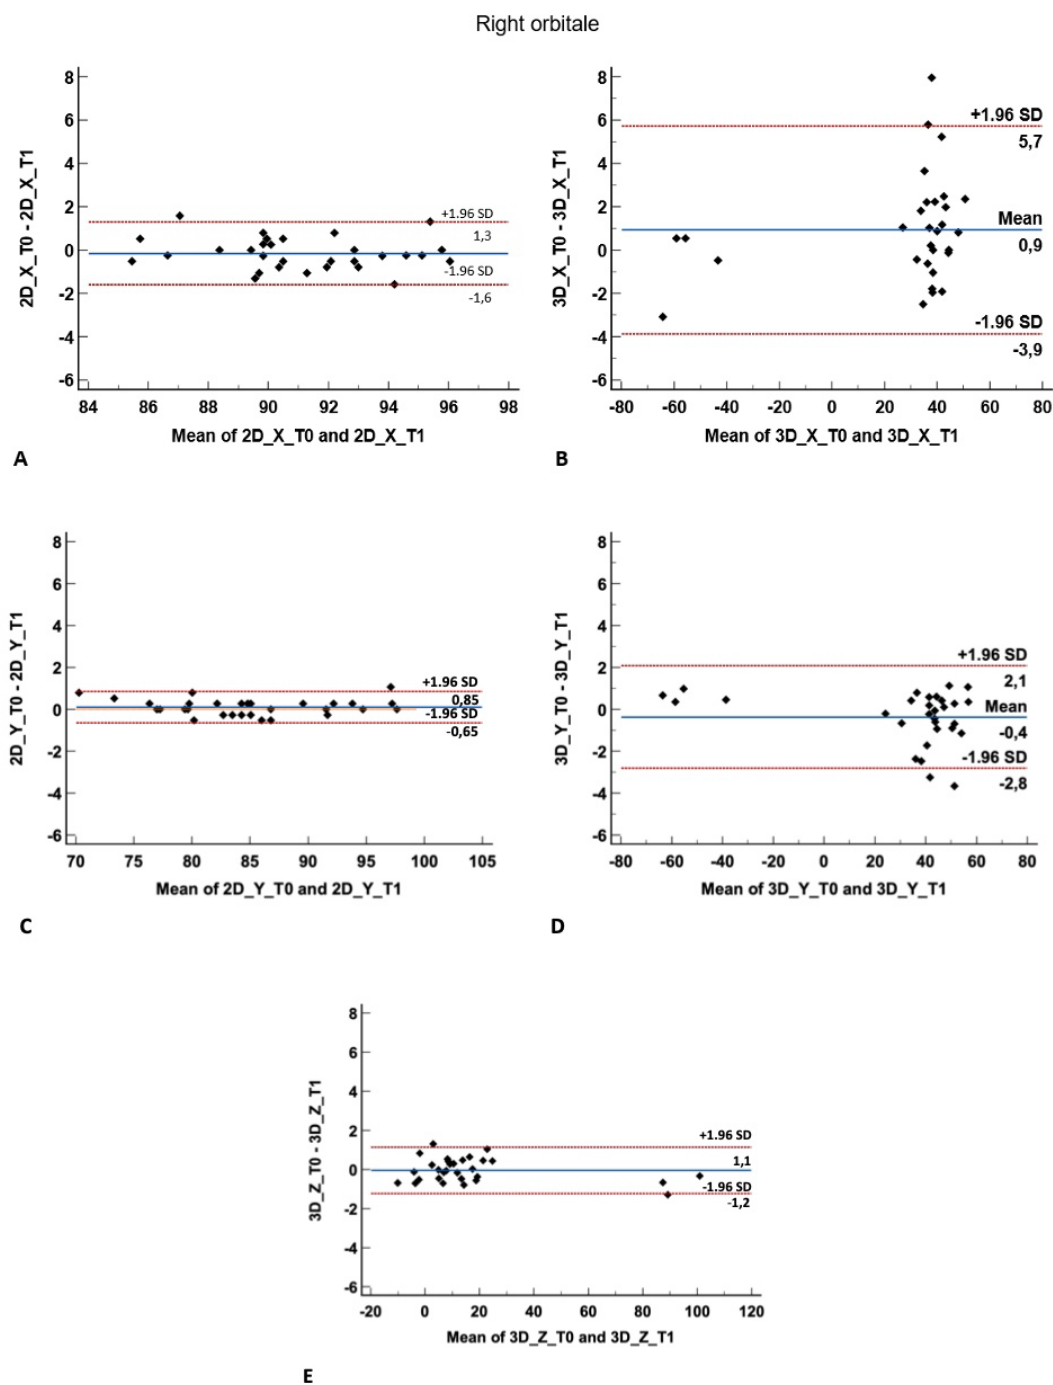 Right orbitale
8
6
4
2
0
-2
-4
-6
2D_X_T0 - 2D_X_T1
+1.96 SD
1,3
-1.96 SD
-1,6
84 86 88 90 92 94 96 98
Mean of 2D_X_T0 and 2D_X_T1
A
8
6
4
2
0
-2
-4
-6
3D_X_T0 - 3D_X_T1
+1.96 SD
5,7
Mean
0,9
-1.96 SD
-3,9
-80 -60 -40 -20 0 20 40 60 80
Mean of 3D_X_T0 and 3D_X_T1
B
8
6
4
2
0
-2
-4
-6
2D_Y_T0 - 2D_Y_T1
+1.96 SD
0,85
-1.96 SD
-0,65
70 75 80 85 90 95 100 105
Mean of 2D_Y_T0 and 2D_Y_T1
C
8
6
4
2
0
-2
-4
-6
3D_Y_T0 - 3D_Y_T1
+1.96 SD
2,1
Mean
-0,4
-1.96 SD
-2,8
-80 -60 -40 -20 0 20 40 60 80
Mean of 3D_Y_T0 and 3D_Y_T1
D
8
6
4
2
0
-2
-4
-6
3D_Z_T0 - 3D_Z_T1
+1.96 SD
1,1
-1.96 SD
-1,2
-20 0 20 40 60 80 100 120
Mean of 3D_Z_T0 and 3D_Z_T1
E